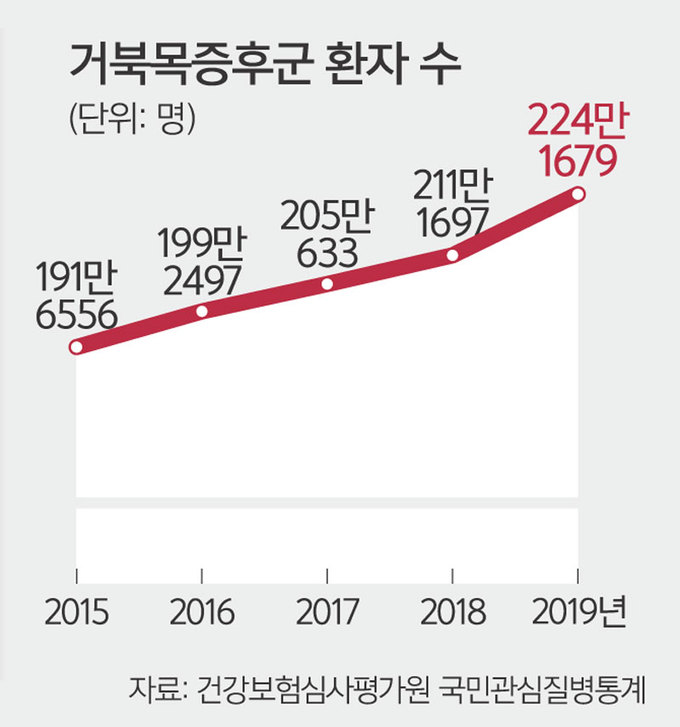 거북목증후군 환자 수
(단위: 명)
191만
6556
199만
2497
205만
633
211만
1697
224만
1679
2015
2016
2017
2018
2019년
자료: 건강보험심사평가원 국민관심질병통계